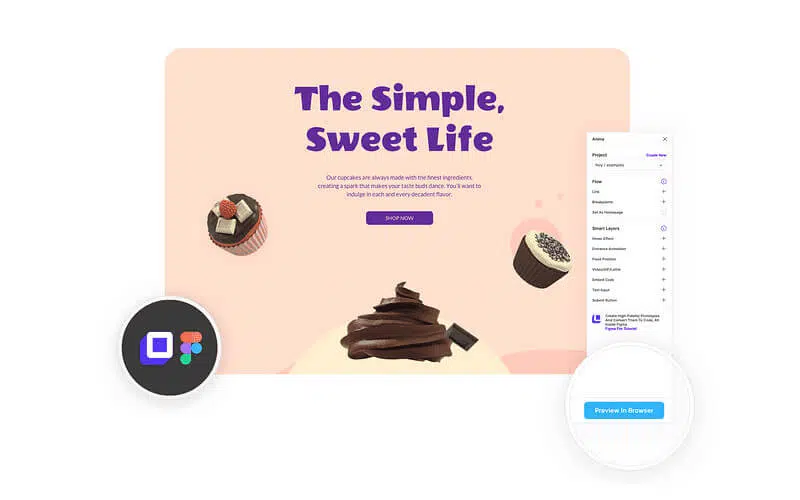 The Simple,
Sweet Life
Our cupcakes are always made with the finest ingredients,
creating a spark that makes your taste buds dance. You'll want to
indulge in each and every decadent flavor.
SHOP NOW
Anima
Project
Create New
Flow
Link
Breakpoints
Set As Homepage
Smart Layers
Hover Effect
Entrance Animation
Fixed Position
Video/GIF/Lottie
Embed Code
Text Input
Submit Button
Create High-Fidelity Prototypes
And Convert Them To Code, All
Inside Figma
Preview In Browser